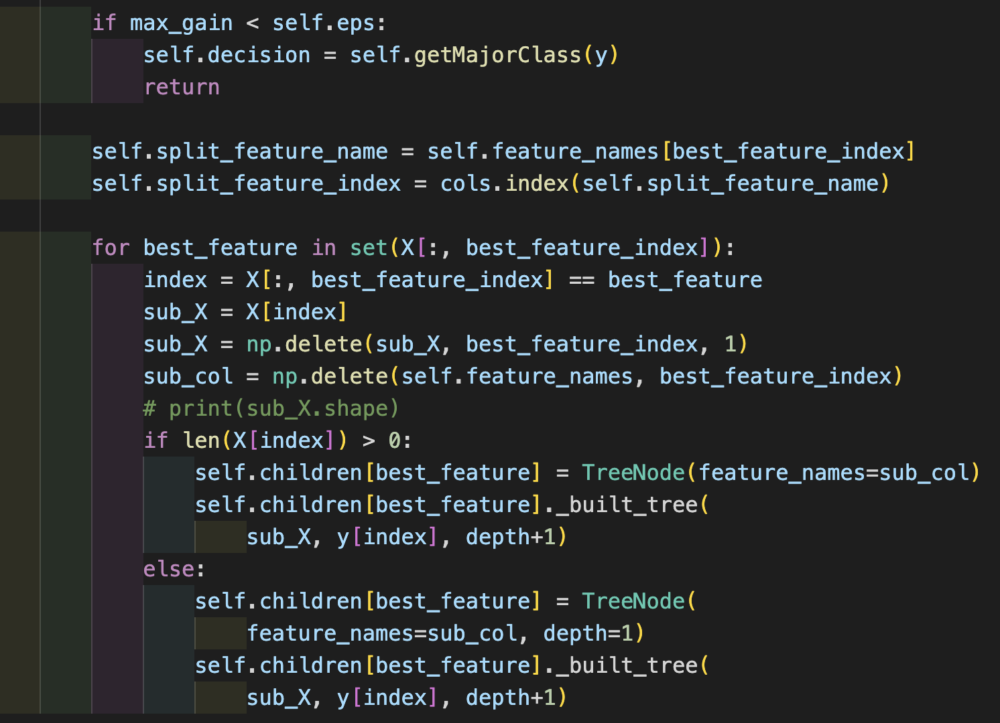 if max_gain < self.eps:
self.decision = self.getMajorClass(y)
return
self.split_feature_name = self.feature_names[best_feature_index]
self.split_feature_index = cols.index(self.split_feature_name)
for best_feature in set(X[:, best_feature_index]):
index = X[:, best_feature_index] == best_feature
sub_X = X[index]
sub_X = np.delete(sub_X, best_feature_index, 1)
sub_col = np.delete(self.feature_names, best_feature_index)
# print(sub_X.shape)
if len(X[index]) > 0:
self.children[best_feature] = TreeNode(feature_names=sub_col)
self.children[best_feature]._built_tree(
sub_X, y[index], depth+1)
else:
self.children[best_feature] = TreeNode(
feature_names=sub_col, depth=1)
self.children[best_feature]._built_tree(
sub_X, y[index], depth+1)